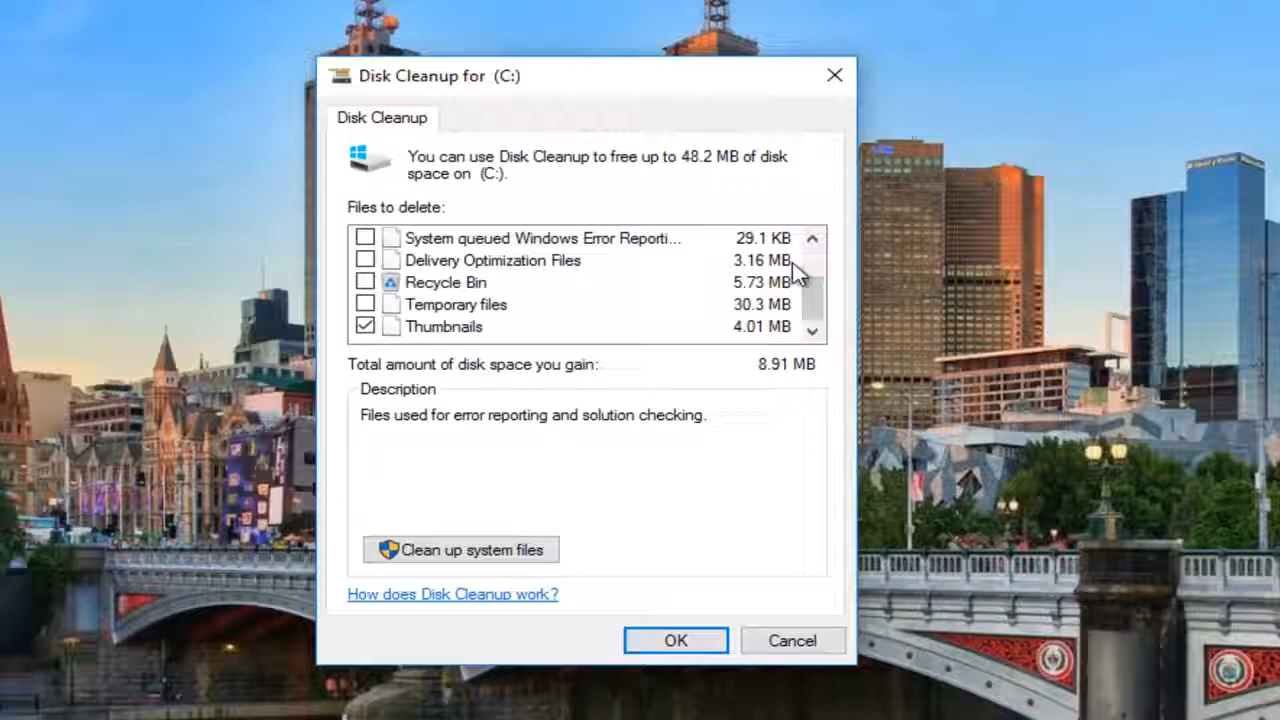 Disk Cleanup for (C:)
Disk Cleanup
You can use Disk Cleanup to free up to 48.2 MB of disk
space on (C:).
Files to delete:
System queued Windows Error Reporti... 29.1 KB
Delivery Optimization Files 3.16 MB
Recycle Bin 5.73 MB
Temporary files 30.3 MB
Thumbnails 4.01 MB
Total amount of disk space you gain: 8.91 MB
Description
Files used for error reporting and solution checking.
Clean up system files
How does Disk Cleanup work?
OK Cancel